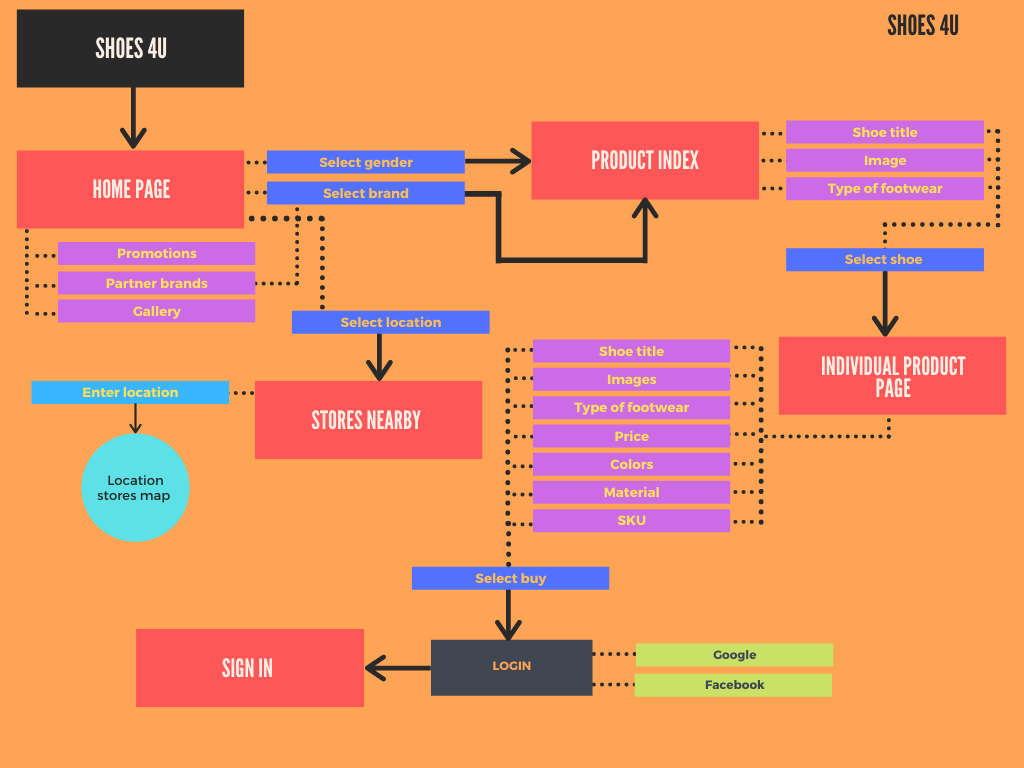 SHOES 4U
SHOES 4U
HOME PAGE
Select gender
Select brand
PRODUCT INDEX
Shoe title
Image
Type of footwear
Promotions
Partner brands
Gallery
Select shoe
Select location
Enter location
STORES NEARBY
Location
stores map
Shoe title
Images
Type of footwear
Price
Colors
Material
SKU
INDIVIDUAL PRODUCT
PAGE
Select buy
SIGN IN
LOGIN
Google
Facebook